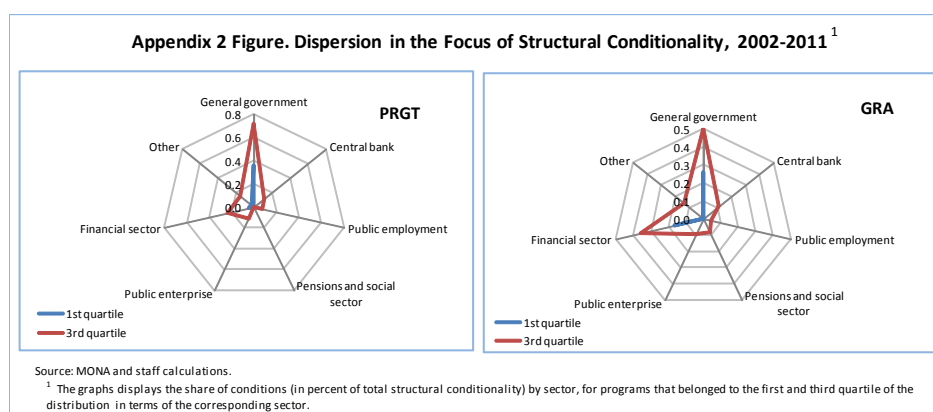 Appendix 2 Figure. Dispersion in the Focus of Structural Conditionality, 2002-2011 1
PRGT
General government
Central bank
Public employment
Pensions and social
sector
Public enterprise
Financial sector
Other
0.8
0.6
0.4
0.2
0.0
1st quartile
3rd quartile
GRA
General government
Central bank
Public employment
Pensions and social
sector
Public enterprise
Financial sector
Other
0.5
0.4
0.3
0.2
0.1
0.0
1st quartile
3rd quartile
Source: MONA and staff calculations.
1 The graphs displays the share of conditions (in percent of total structural conditionality) by sector, for programs that belonged to the first and third quartile of the
distribution in terms of the corresponding sector.